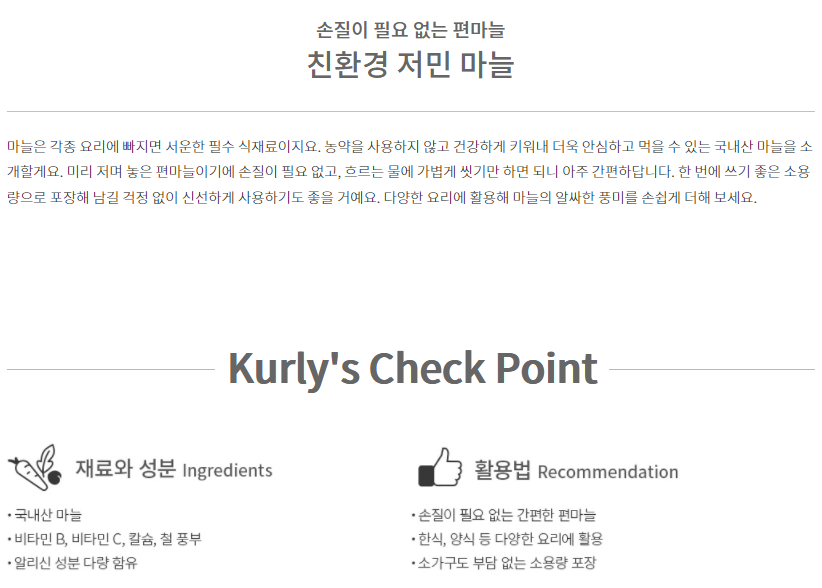 손질이 필요 없는 편마늘
친환경 저민 마늘
마늘은 각종 요리에 빠지면 서운한 필수 식재료이지요. 농약을 사용하지 않고 건강하게 키워내 더욱 안심하고 먹을 수 있는 국내산 마늘을 소
개할게요. 미리 저며 놓은 편마늘이기에 손질이 필요 없고, 흐르는 물에 가볍게 씻기만 하면 되니 아주 간편하답니다. 한 번에 쓰기 좋은 소용
량으로 포장해 남길 걱정 없이 신선하게 사용하기도 좋을 거예요. 다양한 요리에 활용해 마늘의 알싸한 풍미를 손쉽게 더해 보세요.
Kurly's Check Point
재료와 성분 Ingredients
• 국내산 마늘
• 비타민 B, 비타민 C, 칼슘, 철 풍부
• 알리신 성분 다량 함유
활용법 Recommendation
• 손질이 필요 없는 간편한 편마늘
• 한식, 양식 등 다양한 요리에 활용
• 소가구도 부담 없는 소용량 포장